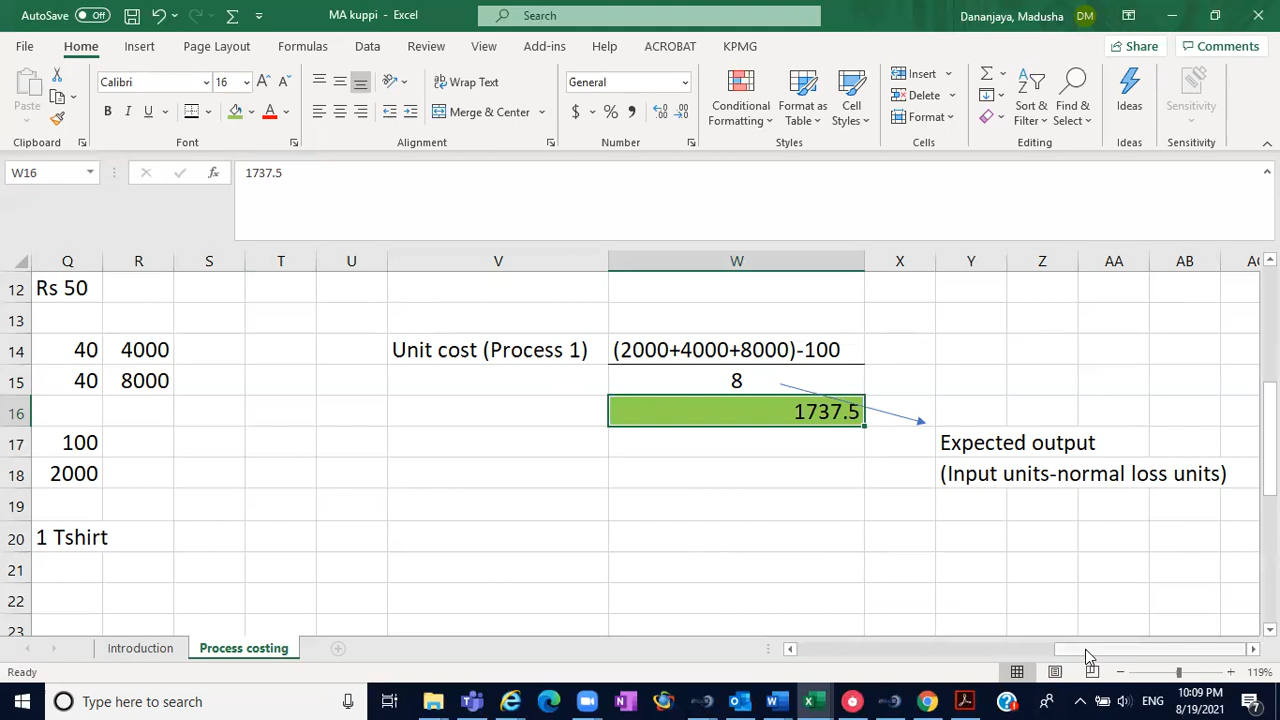 AutoSave Off
MA kuppi - Excel
Search
Dananjaya, Madusha DM
File Home Insert Page Layout Formulas Data Review View Add-ins Help ACROBAT KPMG
Share Comments
Paste
Calibri 16
Wrap Text
General
Conditional Formatting
Format as Table
Cell Styles
Insert
Delete
Format
Sort & Filter
Find & Select
Ideas
Sensitivity
B I U
Merge & Center
$ % ,
Clipboard Font Alignment Number Styles Cells Editing Ideas Sensitivity
W16 fx 1737.5
Q R S T U V W X Y Z AA AB AC
12 Rs 50
13
14 40 4000 Unit cost (Process 1) (2000+4000+8000)-100
15 40 8000 8
16 1737.5
17 100 Expected output
18 2000 (Input units-normal loss units)
19
20 1 Tshirt
21
22
23
Introduction Process costing
Ready 119%
Type here to search
ENG
10:09 PM
8/19/2021
7